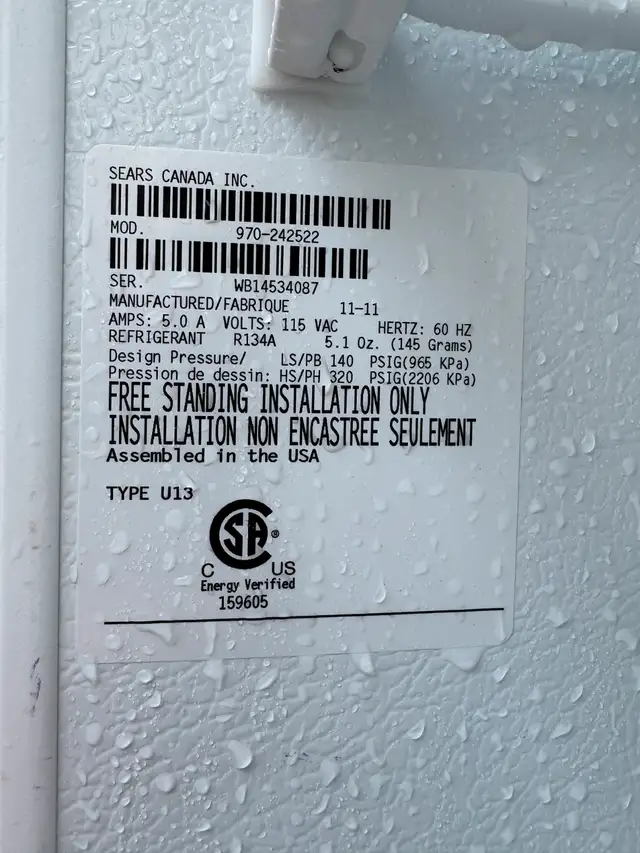 SEARS CANADA INC.
MOD. 970-242522
SER. WB14534087
MANUFACTURED/FABRIQUE 11-11
AMPS: 5.0 A VOLTS: 115 VAC HERTZ: 60 HZ
REFRIGERANT R134A 5.1 Oz. (145 Grams)
Design Pressure/ LS/PB 140 PSIG(965 KPa)
Pression de dessin: HS/PH 320 PSIG(2206 KPa)
FREE STANDING INSTALLATION ONLY
INSTALLATION NON ENCASTREE SEULEMENT
Assembled in the USA
TYPE U13
CSA®
C US
Energy Verified
159605